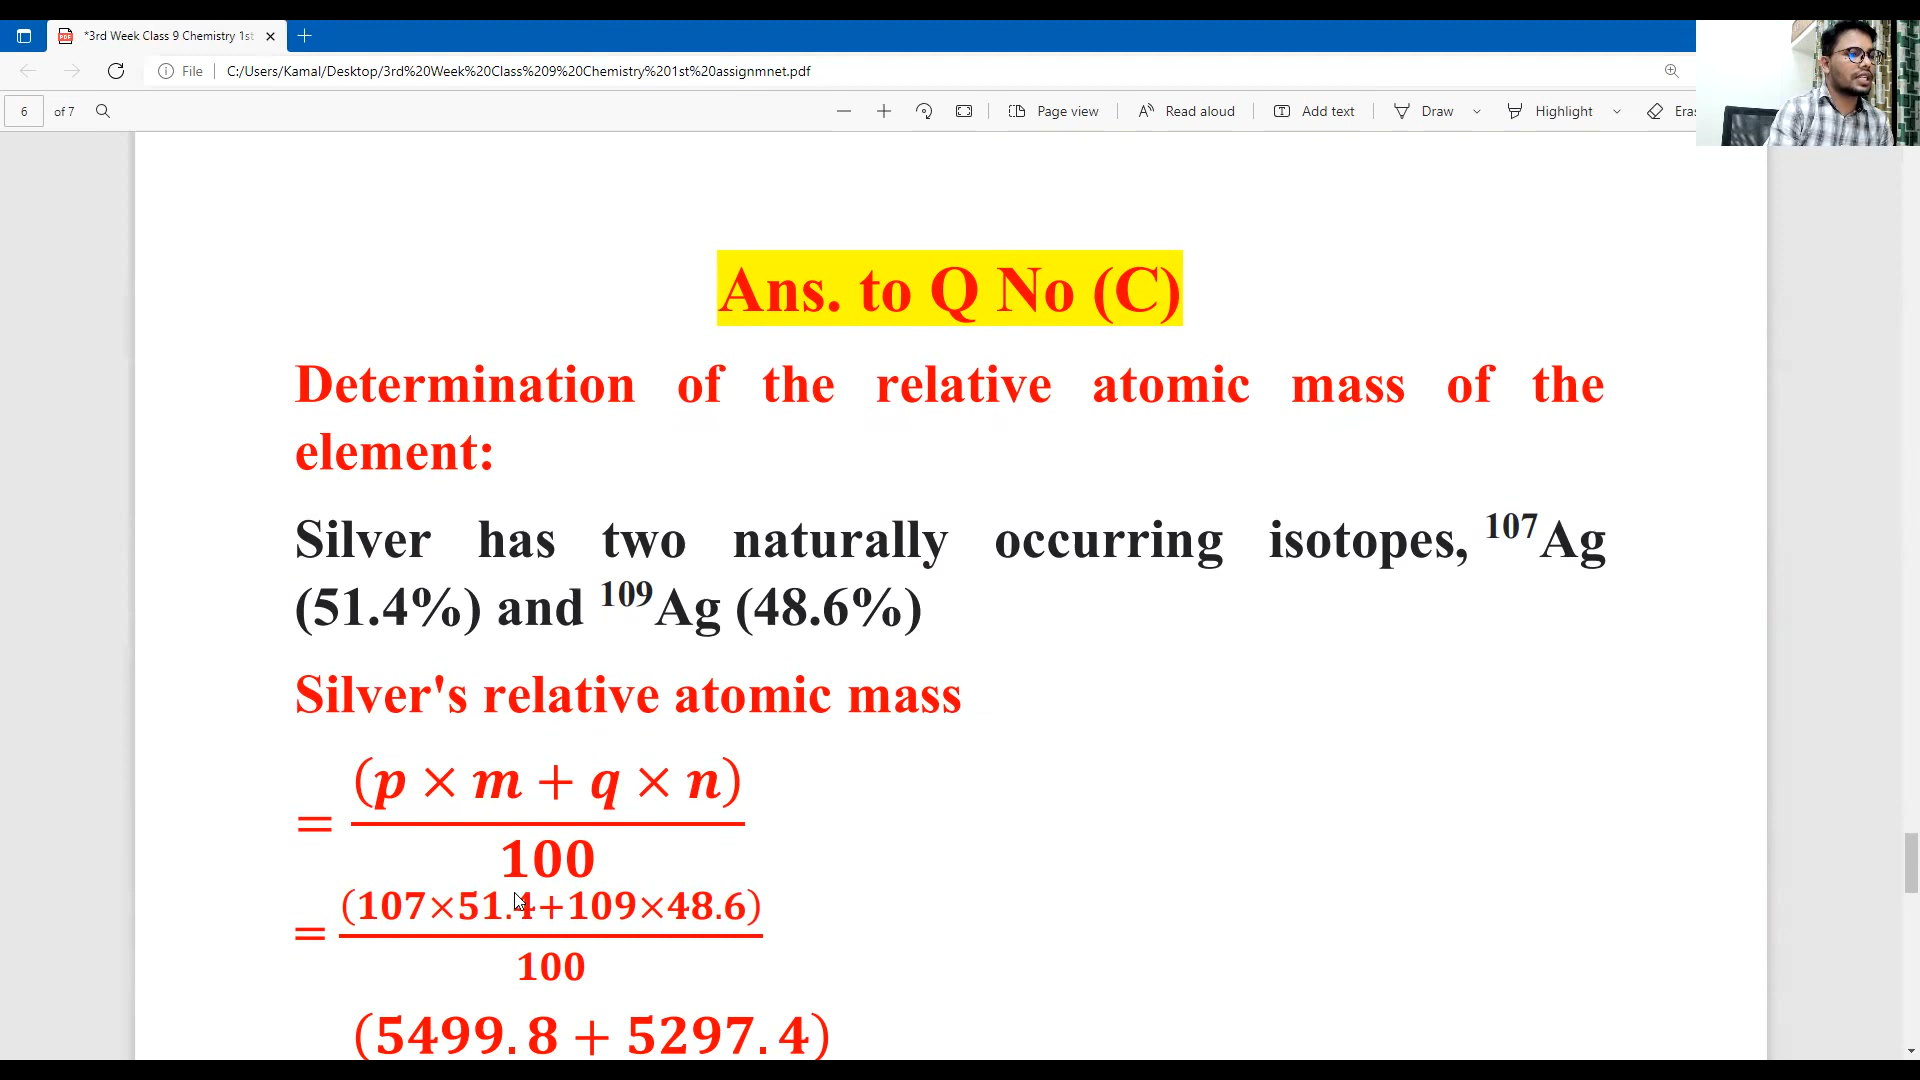 *3rd Week Class 9 Chemistry 1st
File
C:/Users/Kamal/Desktop/3rd%20Week%20Class%209%20Chemistry%201st%20assignmnet.pdf
6 of 7
Page view
Read aloud
Add text
Draw
Highlight
Eras
Ans. to Q No (C)
Determination of the relative atomic mass of the
element:
Silver has two naturally occurring isotopes, ¹⁰⁷Ag
(51.4%) and ¹⁰⁹Ag (48.6%)
Silver's relative atomic mass
(p × m + q × n)
=
100
(107×51.4+109×48.6)
=
100
(5499.8 + 5297.4)